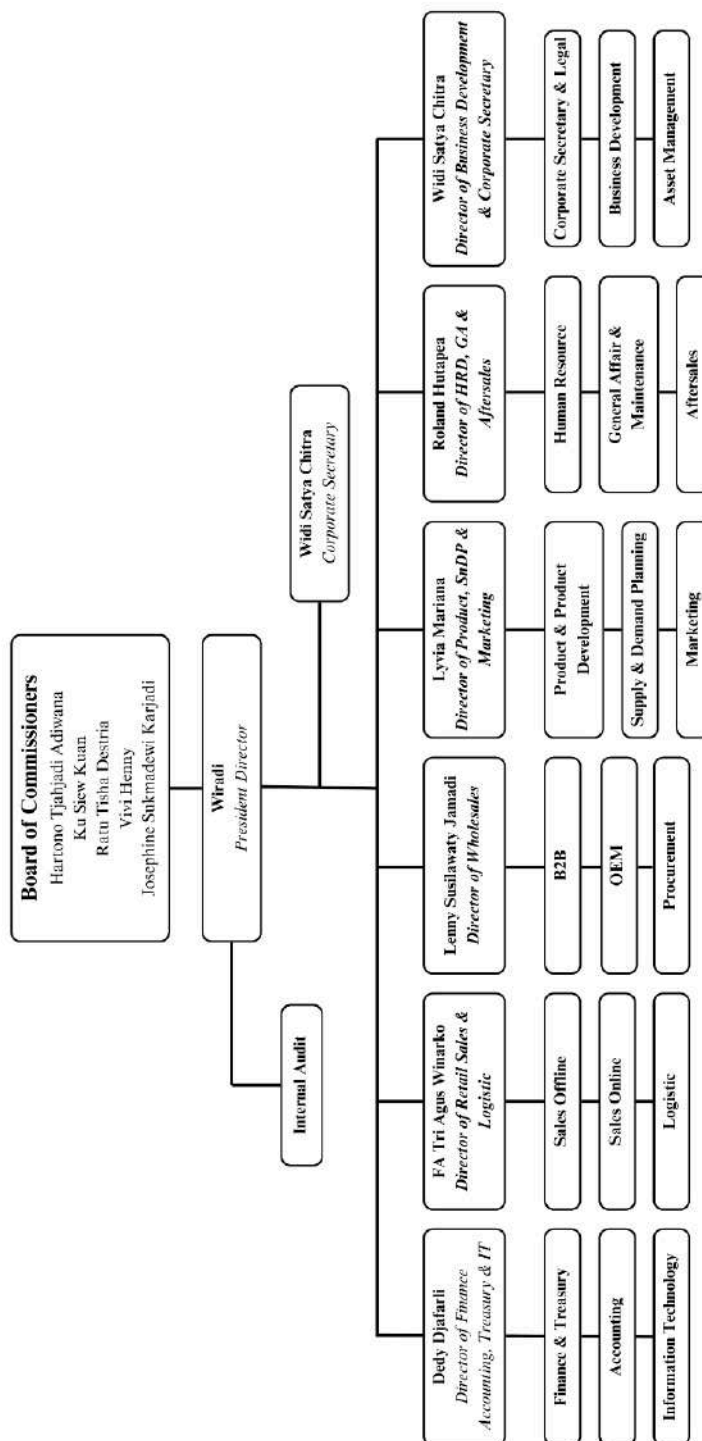 Board of Commissioners
Hartono Tjahjadi Adiwana
Ku Siew Kuan
Ratu Tisha Destria
Vivi Henny
Josephine Sukmadewi Karjadi
Wiradi
President Director
Internal Audit
Widi Satya Chitra
Corporate Secretary
Dedy Djafarli
Director of Finance
Accounting, Treasury & IT
Finance & Treasury
Accounting
Information Technology
FA Tri Agus Winarko
Director of Retail Sales &
Logistic
Sales Offline
Sales Online
Logistic
Lenny Susilawaty Jamadi
Director of Wholesales
B2B
OEM
Procurement
Lyvia Mariana
Director of Product, SnDP &
Marketing
Product & Product
Development
Supply & Demand Planning
Marketing
Roland Hutapea
Director of HRD, GA &
Aftersales
Human Resource
General Affair &
Maintenance
Aftersales
Widi Satya Chitra
Director of Business Development
& Corporate Secretary
Corporate Secretary & Legal
Business Development
Asset Management